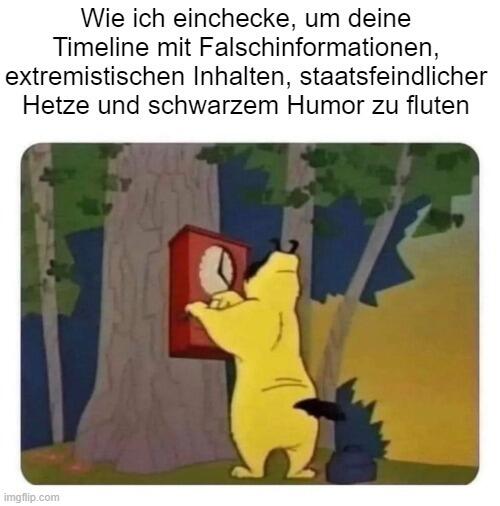 Wie ich einchecke, um deine
Timeline mit Falschinformationen,
extremistischen Inhalten, staatsfeindlicher
Hetze und schwarzem Humor zu fluten
imgflip.com